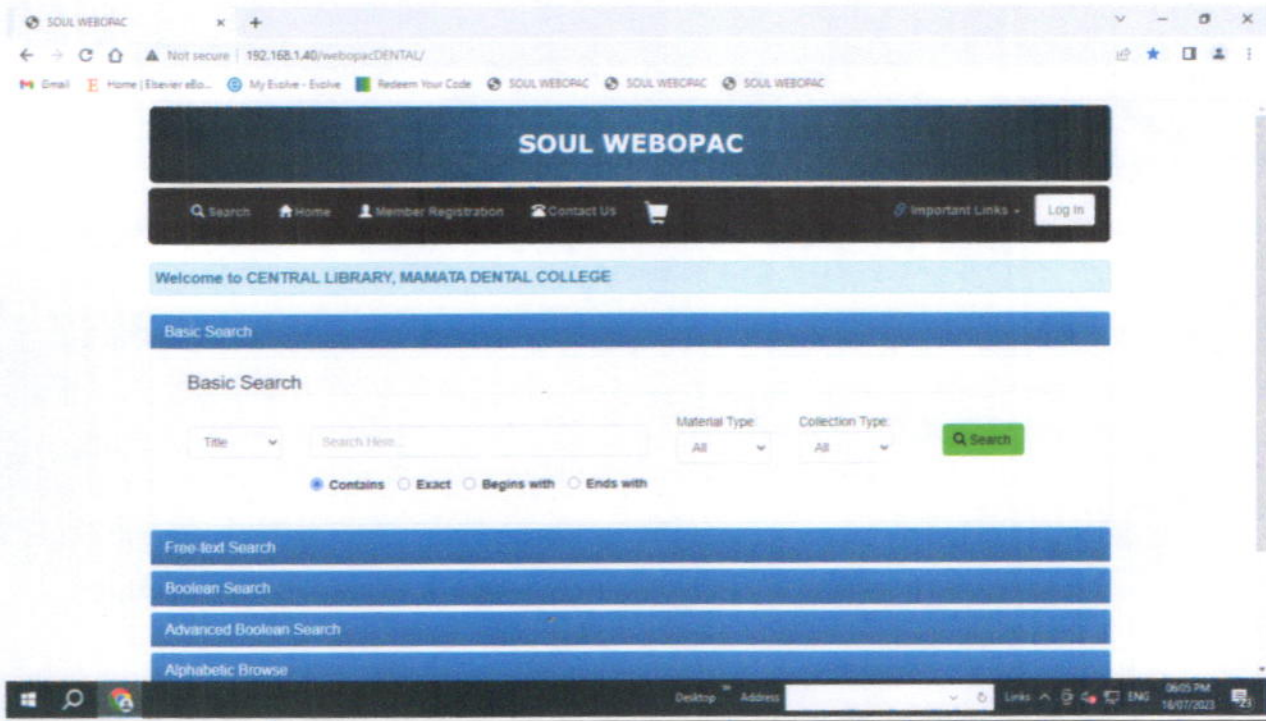 SOUL WEBOPAC × +
Not secure | 192.168.1.40/webopacDENTAL/
Gmail Home | Elsevier eBo... My Evolve - Evolve Redeem Your Code SOUL WEBOPAC SOUL WEBOPAC SOUL WEBOPAC
SOUL WEBOPAC
Search Home Member Registration Contact Us Important Links Log In
Welcome to CENTRAL LIBRARY, MAMATA DENTAL COLLEGE
Basic Search
Basic Search
Material Type: Collection Type:
Title Search Here... All All Search
Contains Exact Begins with Ends with
Free-text Search
Boolean Search
Advanced Boolean Search
Alphabetic Browse
Desktop » Address Links ENG 06:05 PM
18/07/2023 23